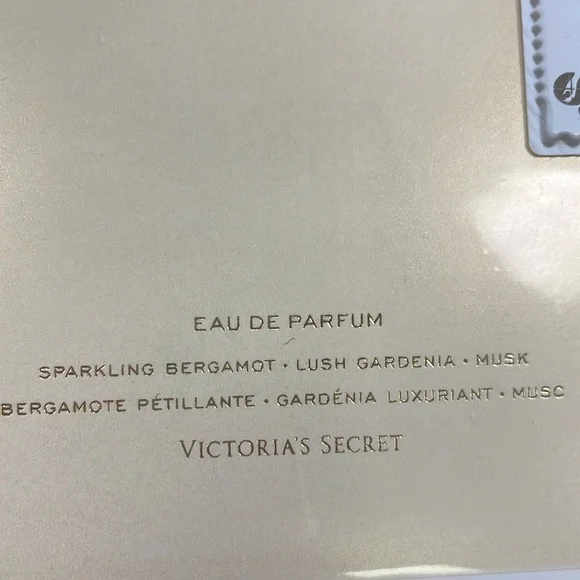 EAU DE PARFUM
SPARKLING BERGAMOT • LUSH GARDENIA • MUSK
BERGAMOTE PÉTILLANTE • GARDÉNIA LUXURIANT • MUSC
VICTORIA'S SECRET